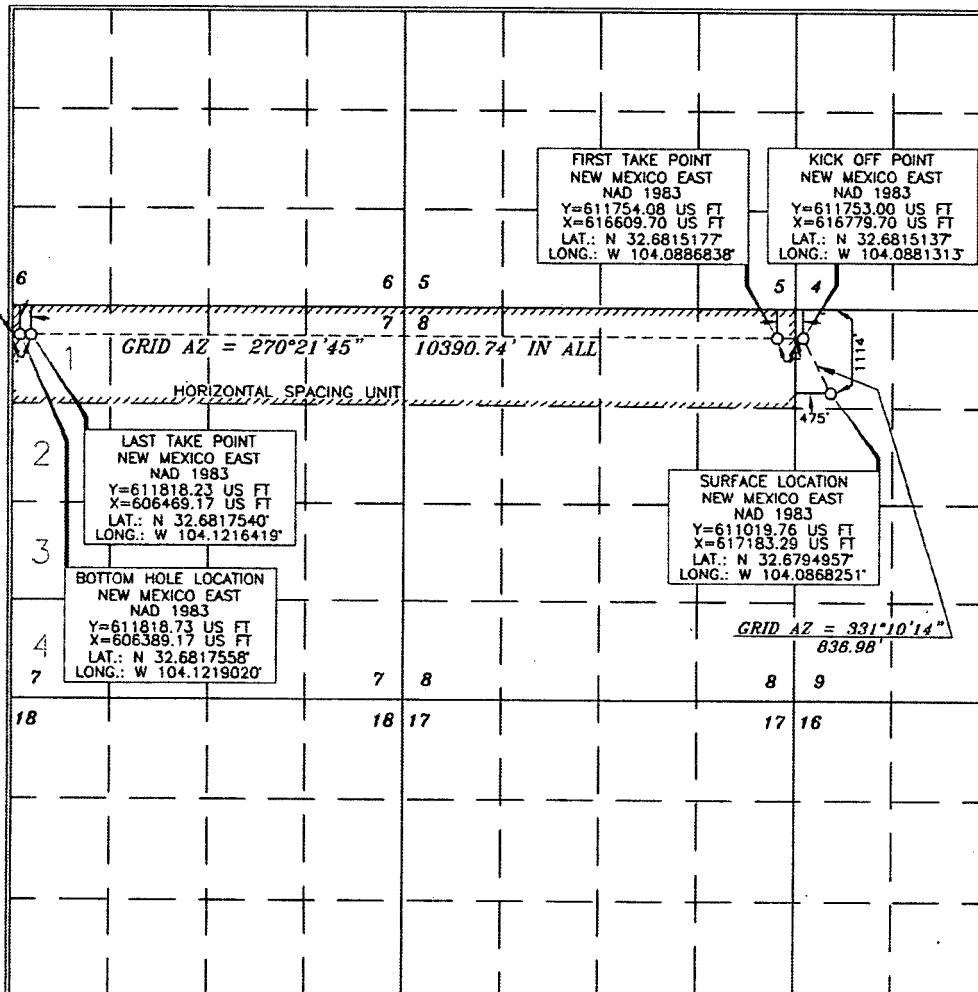 FIRST TAKE POINT
NEW MEXICO EAST
NAD 1983
Y=611754.08 US FT
X=616609.70 US FT
LAT.: N 32.6815177°
LONG.: W 104.0886838°
KICK OFF POINT
NEW MEXICO EAST
NAD 1983
Y=611753.00 US FT
X=616779.70 US FT
LAT.: N 32.6815137°
LONG.: W 104.0881313°
6
6 5
5 4
7 8
1
GRID AZ = 270°21'45" 10390.74' IN ALL
1114'
HORIZONTAL SPACING UNIT
475'
2
LAST TAKE POINT
NEW MEXICO EAST
NAD 1983
Y=611818.23 US FT
X=606469.17 US FT
LAT.: N 32.6817540°
LONG.: W 104.1216419°
SURFACE LOCATION
NEW MEXICO EAST
NAD 1983
Y=611019.76 US FT
X=617183.29 US FT
LAT.: N 32.6794957°
LONG.: W 104.0868251°
3
BOTTOM HOLE LOCATION
NEW MEXICO EAST
NAD 1983
Y=611818.73 US FT
X=606389.17 US FT
LAT.: N 32.6817558°
LONG.: W 104.1219020°
GRID AZ = 331°10'14"
836.98'
4
7
7 8
8 9
18
18 17
17 16